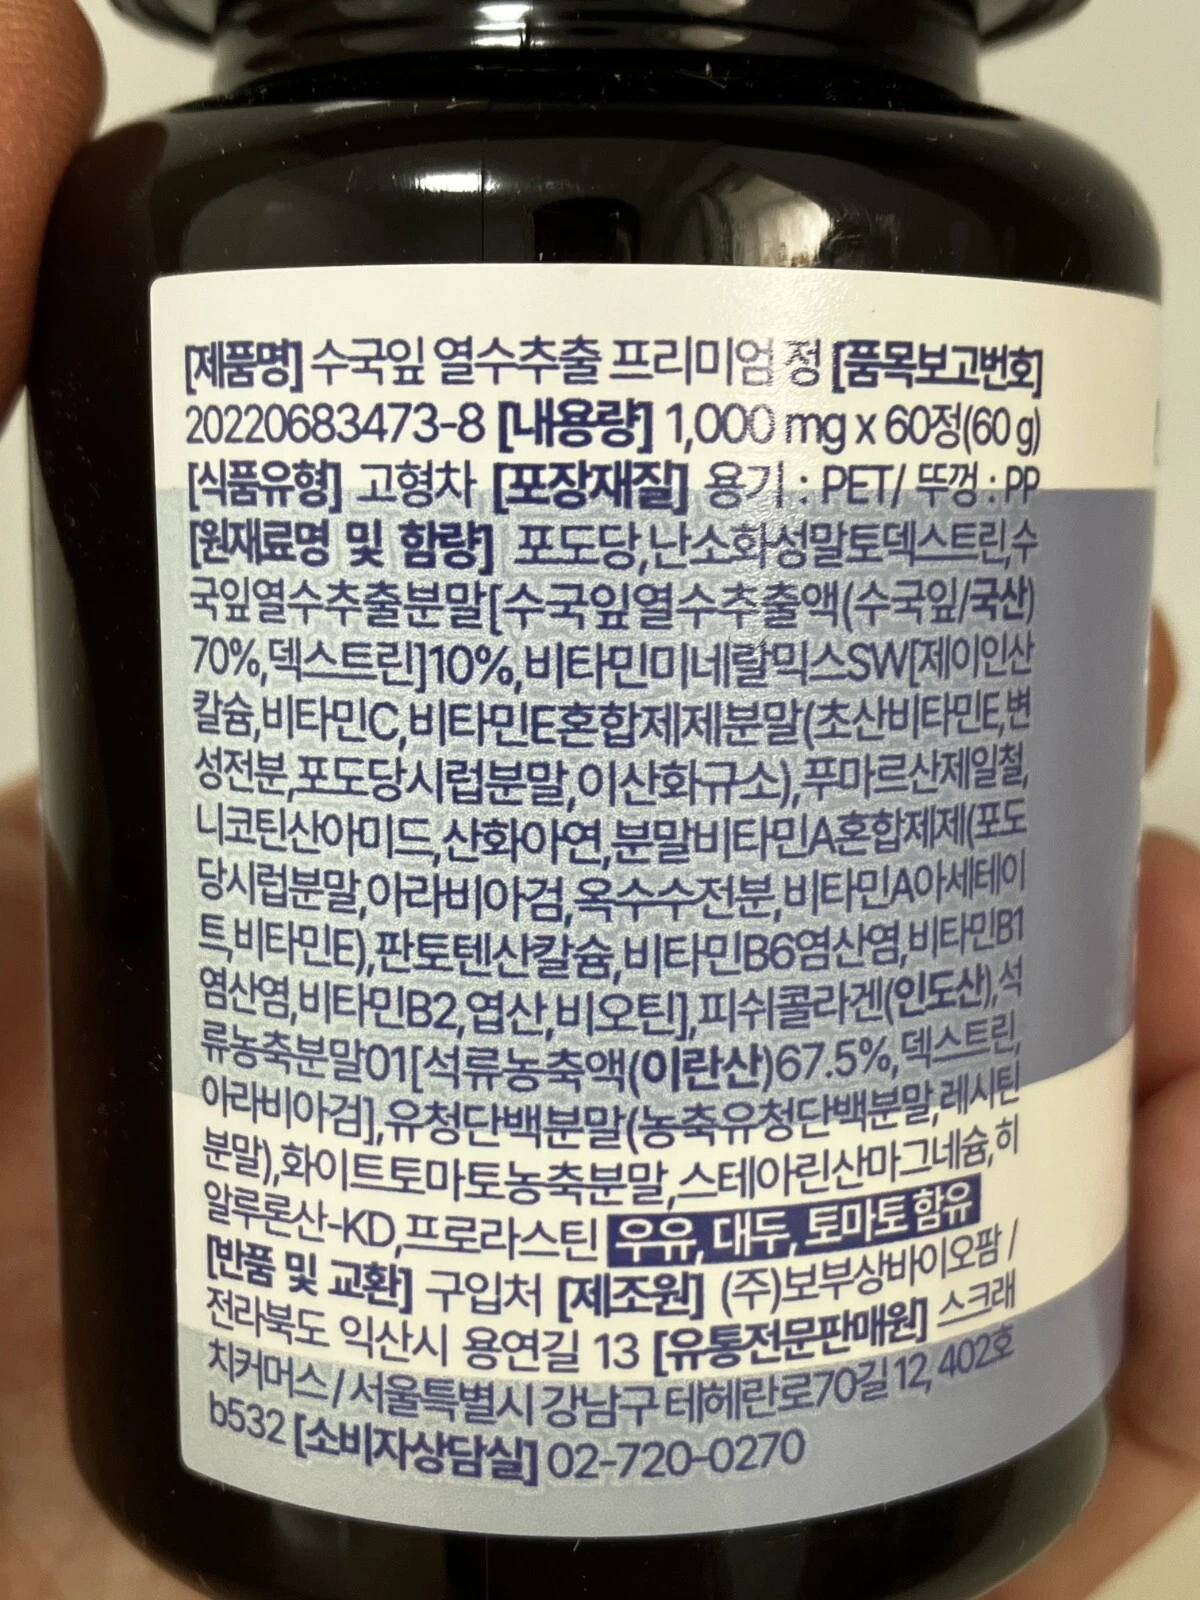 [제품명] 수국잎 열수추출 프리미엄 정 [품목보고번호]
20220683473-8 [내용량] 1,000 mg x 60정(60 g)
[식품유형] 고형차 [포장재질] 용기 : PET/ 뚜껑 : PP
[원재료명 및 함량] 포도당,난소화성말토덱스트린,수
국잎열수추출분말[수국잎열수추출액(수국잎/국산)
70%,덱스트린]10%,비타민미네랄믹스SW[제이인산
칼슘,비타민C,비타민E혼합제제분말(초산비타민E,변
성전분,포도당시럽분말,이산화규소),푸마르산제일철,
니코틴산아미드,산화아연,분말비타민A혼합제제(포도
당시럽분말,아라비아검,옥수수전분,비타민A아세테이
트,비타민E),판토텐산칼슘,비타민B6염산염,비타민B1
염산염,비타민B2,엽산,비오틴],피쉬콜라겐(인도산),석
류농축분말01[석류농축액(이란산)67.5%,덱스트린,
아라비아검],유청단백분말(농축유청단백분말,레시틴
분말),화이트토마토농축분말,스테아린산마그네슘,히
알루론산-KD,프로라스틴 우유, 대두, 토마토 함유
[반품 및 교환] 구입처 [제조원] (주)보부상바이오팜 /
전라북도 익산시 용연길 13 [유통전문판매원] 스크래
치커머스 / 서울특별시 강남구 테헤란로70길 12, 402호
b532 [소비자상담실] 02-720-0270